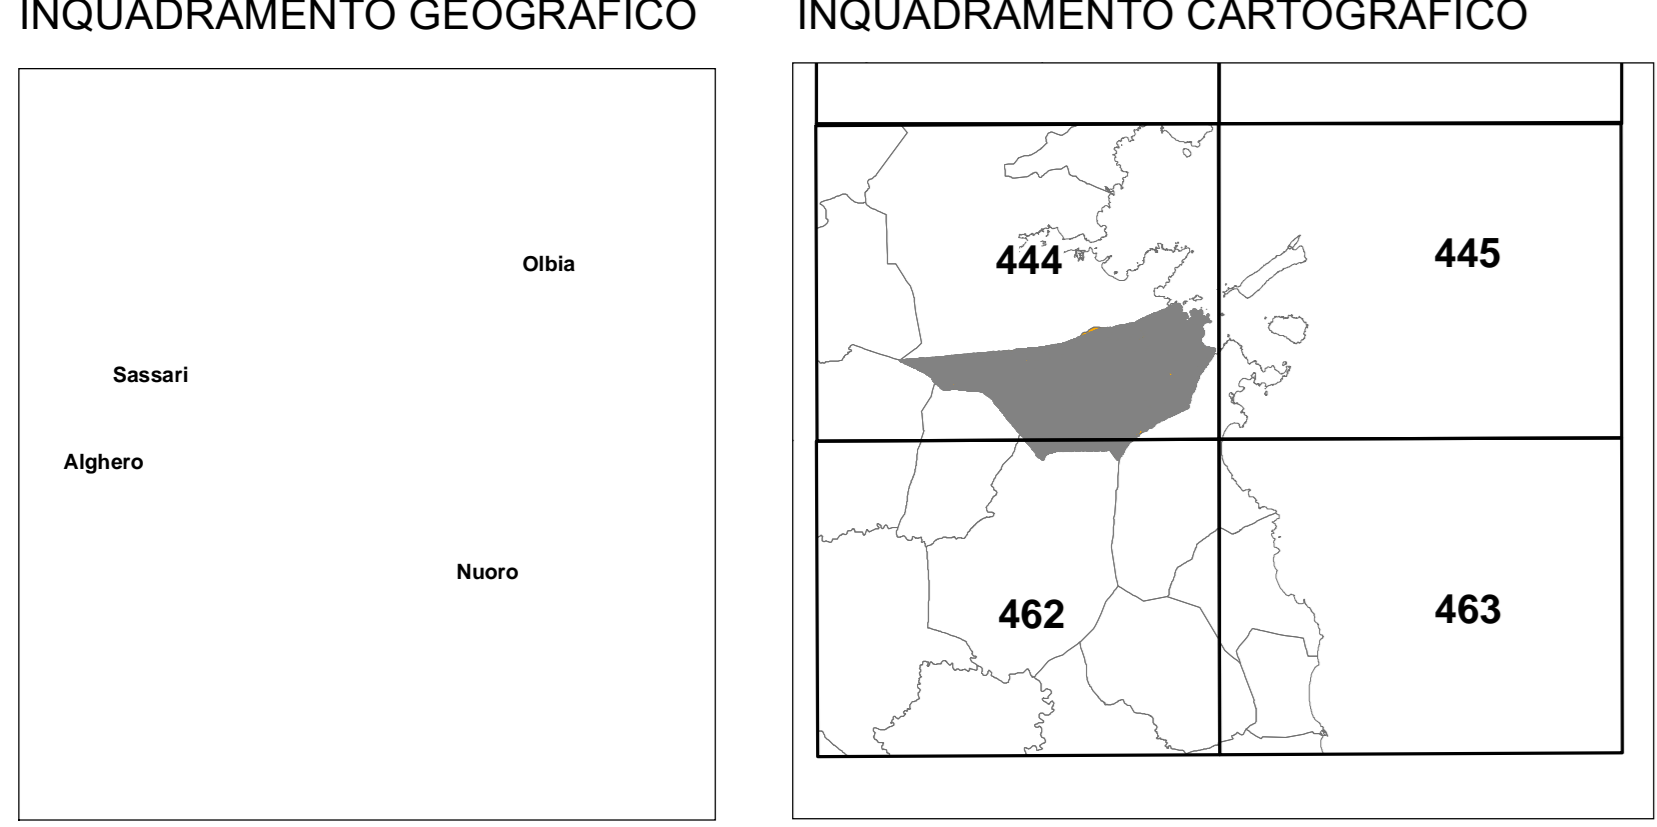 INQUADRAMENTO GEOGRAFICO
INQUADRAMENTO CARTOGRAFICO
Olbia
Sassari
Alghero
Nuoro
444
445
462
463